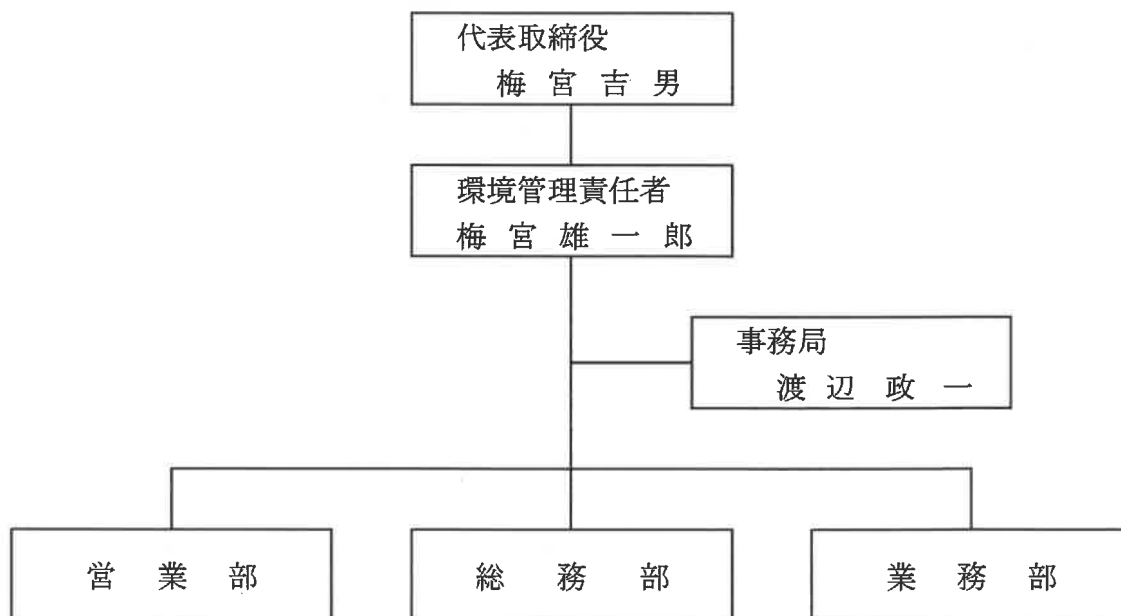 代表取締役
梅宮吉男
環境管理責任者
梅宮雄一郎
事務局
渡辺政一
営業部
総務部
業務部